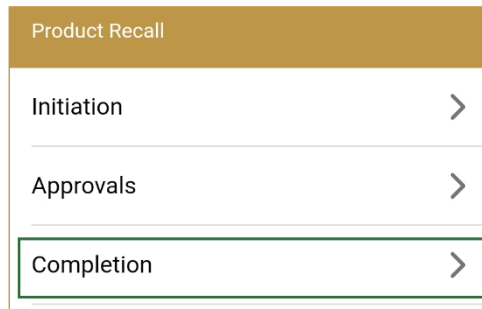 Product Recall
Initiation
Approvals
Completion